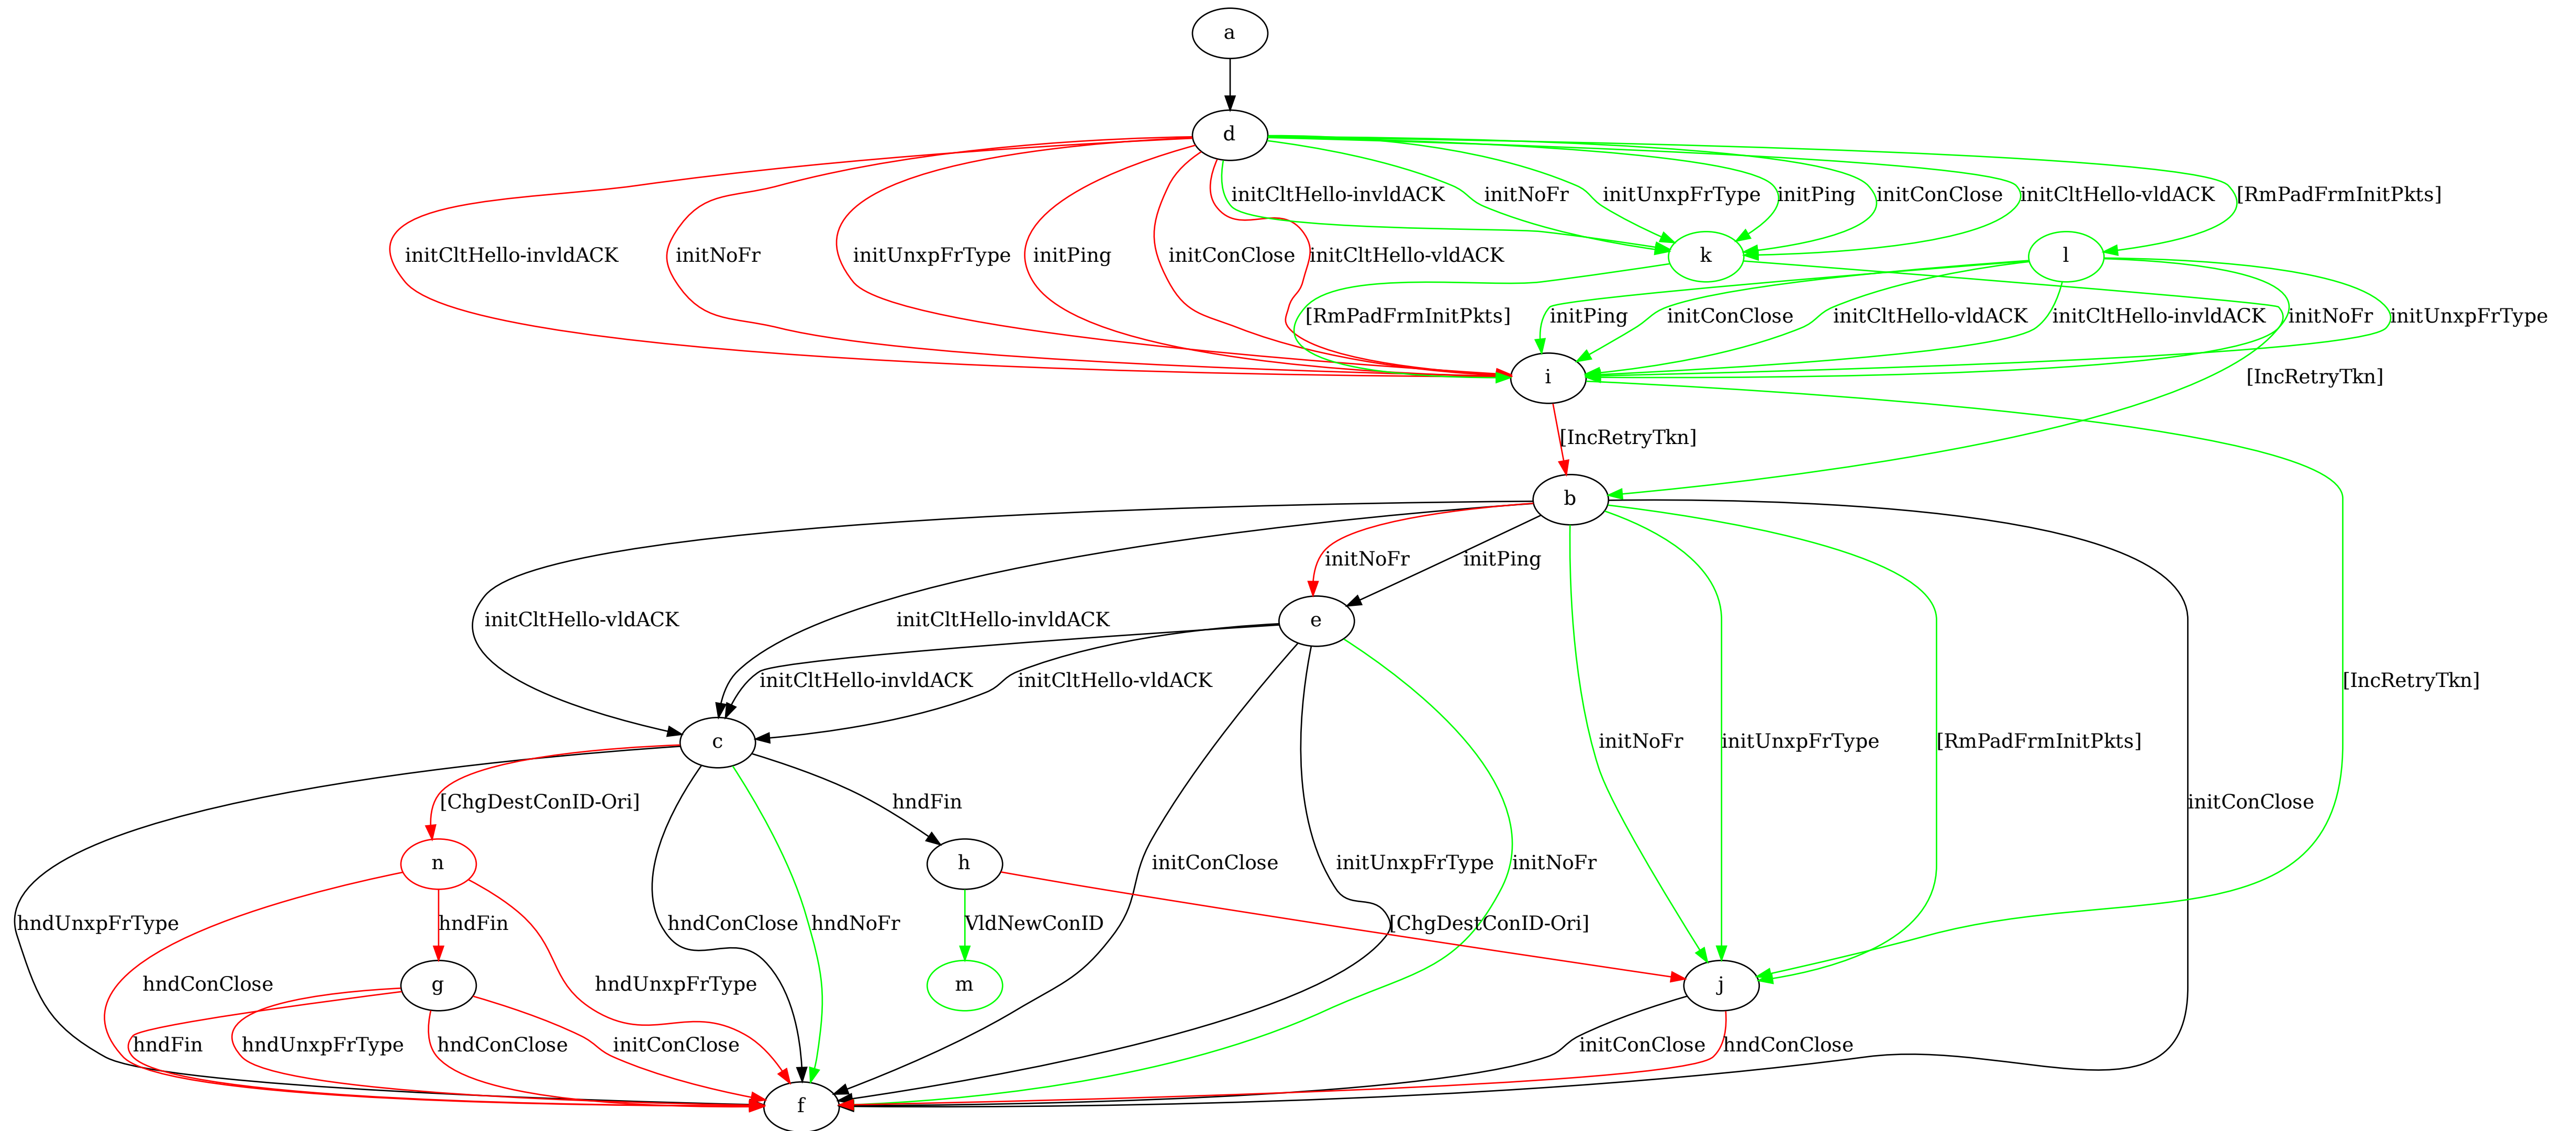 a
d
initCltHello-invldACK
initNoFr
initUnxpFrType
initPing
initConClose
initCltHello-vldACK
[RmPadFrmInitPkts]
initCltHello-invldACK
initNoFr
initUnxpFrType
initPing
initConClose
initCltHello-vldACK
k
l
[RmPadFrmInitPkts]
initPing
initConClose
initCltHello-vldACK
initCltHello-invldACK
initNoFr
initUnxpFrType
i
[IncRetryTkn]
[IncRetryTkn]
b
initNoFr
initPing
initCltHello-vldACK
initCltHello-invldACK
e
initCltHello-invldACK
initCltHello-vldACK
[IncRetryTkn]
c
initNoFr
initUnxpFrType
[RmPadFrmInitPkts]
[ChgDestConID-Ori]
hndFin
initConClose
n
h
initConClose
initUnxpFrType
initNoFr
hndUnxpFrType
hndFin
hndConClose
hndNoFr
VldNewConID
[ChgDestConID-Ori]
hndConClose
g
hndUnxpFrType
m
j
hndFin
hndUnxpFrType
hndConClose
initConClose
initConClose
hndConClose
f